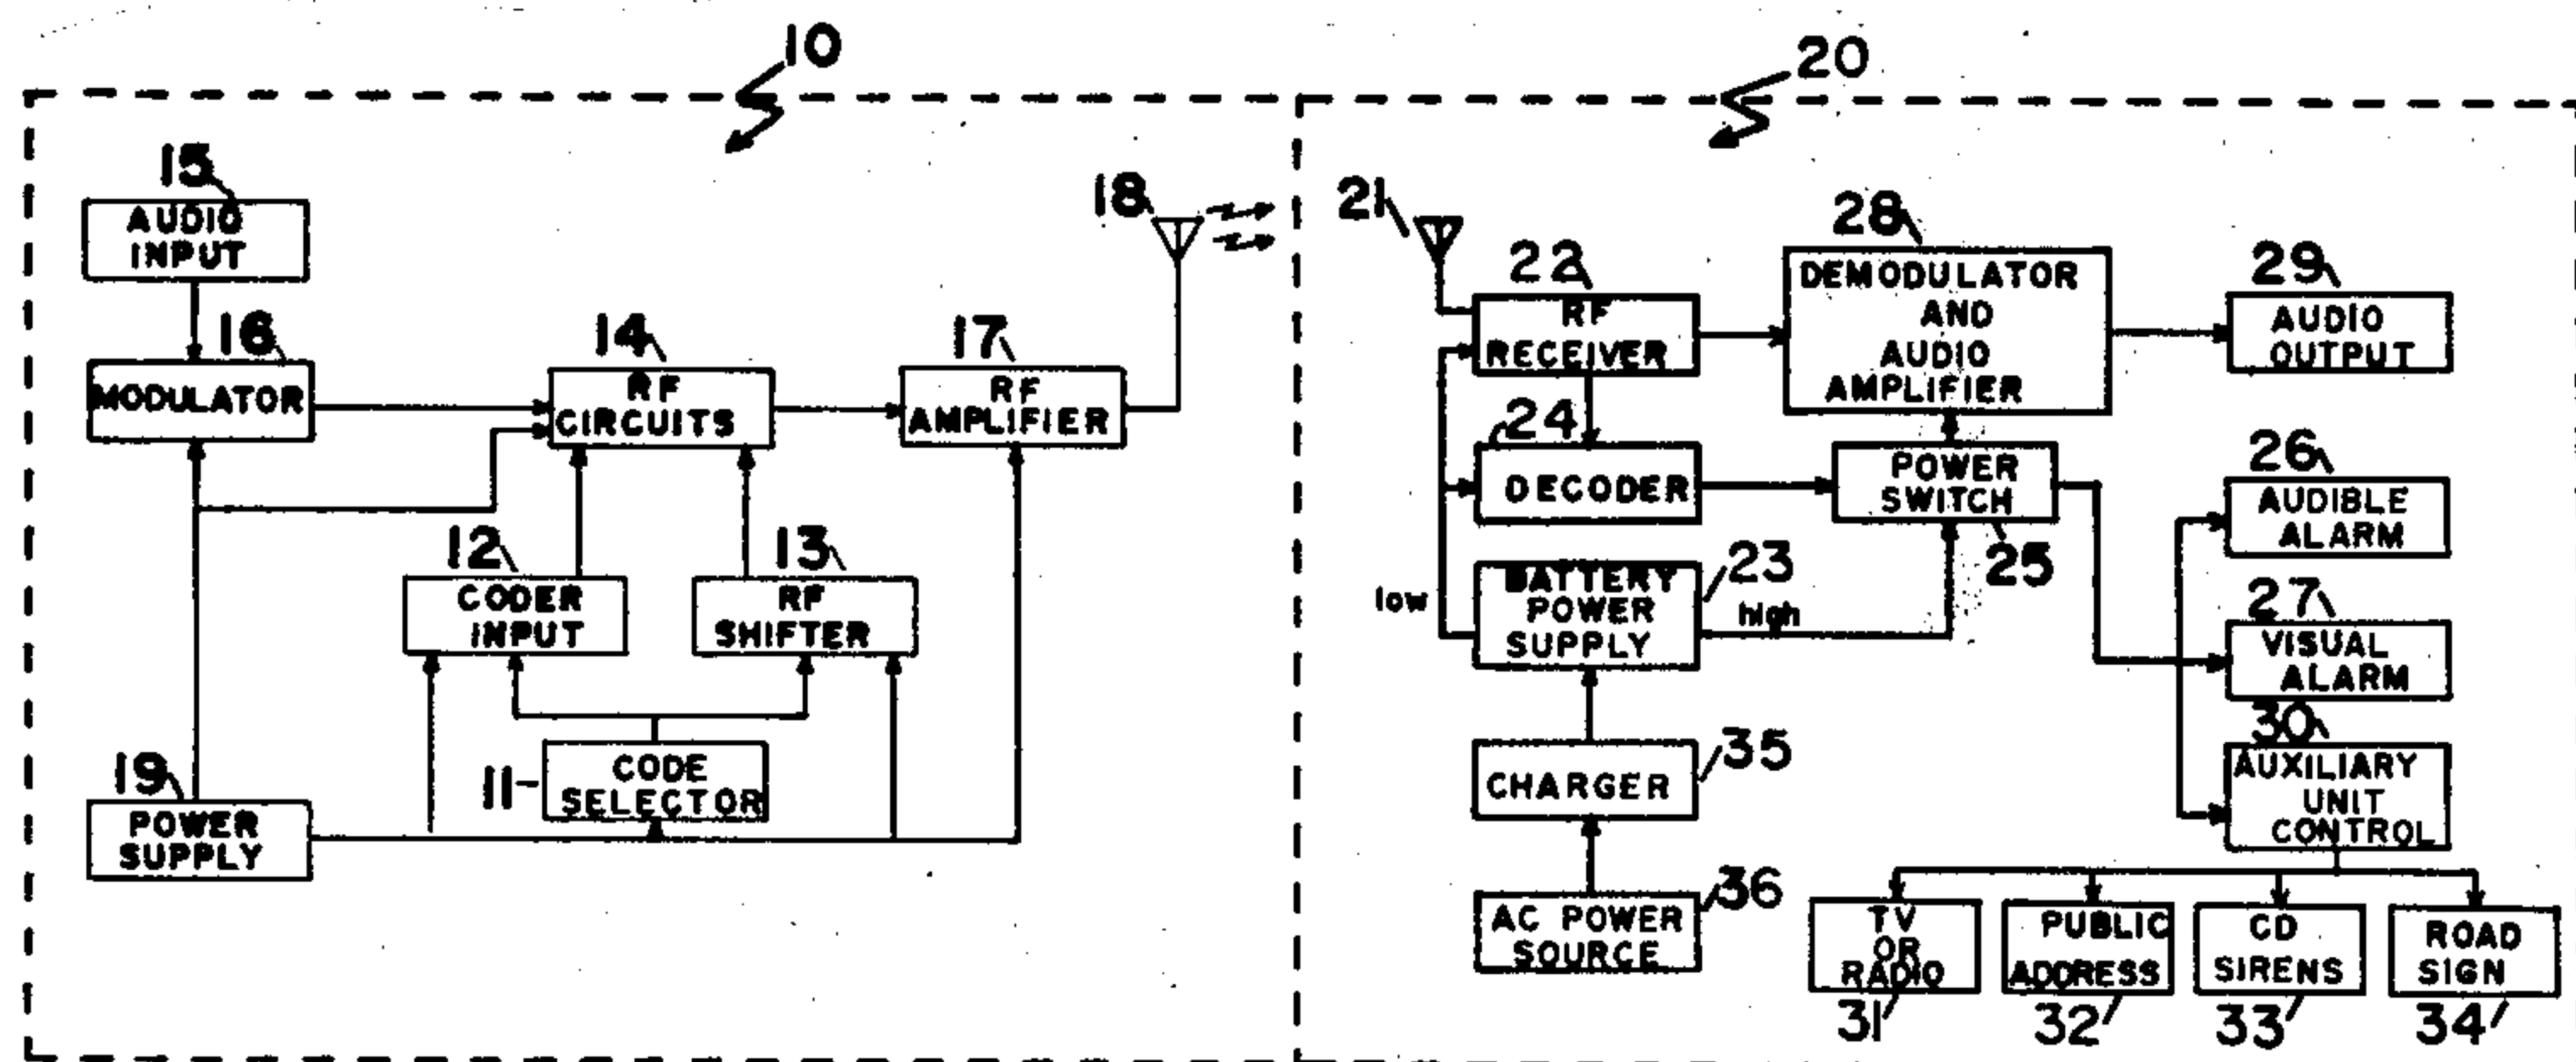 10
15
AUDIO
INPUT
16
MODULATOR
14
RF
CIRCUITS
17
RF
AMPLIFIER
18
12
CODER
INPUT
13
RF
SHIFTER
11
CODE
SELECTOR
19
POWER
SUPPLY
20
21
22
RF
RECEIVER
28
DEMODULATOR
AND
AUDIO
AMPLIFIER
29
AUDIO
OUTPUT
24
DECODER
POWER
SWITCH
25
26
AUDIBLE
ALARM
low
BATTERY
POWER
SUPPLY
23
high
27
VISUAL
ALARM
30
AUXILIARY
UNIT
CONTROL
CHARGER
35
AC POWER
SOURCE
36
TV
OR
RADIO
31
PUBLIC
ADDRESS
32
CD
SIRENS
33
ROAD
SIGN
34